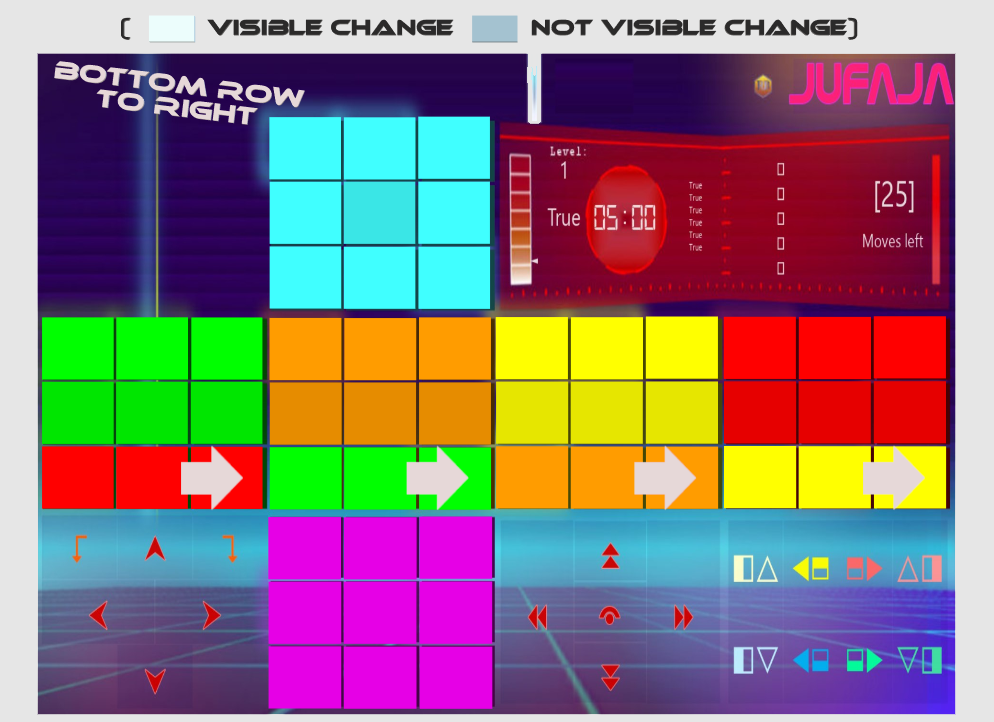 ( VISIBLE CHANGE NOT VISIBLE CHANGE)
BOTTOM ROW
TO RIGHT
JUFAJA
Level:
1
True
05:00
True
True
True
True
True
True
[25]
Moves left